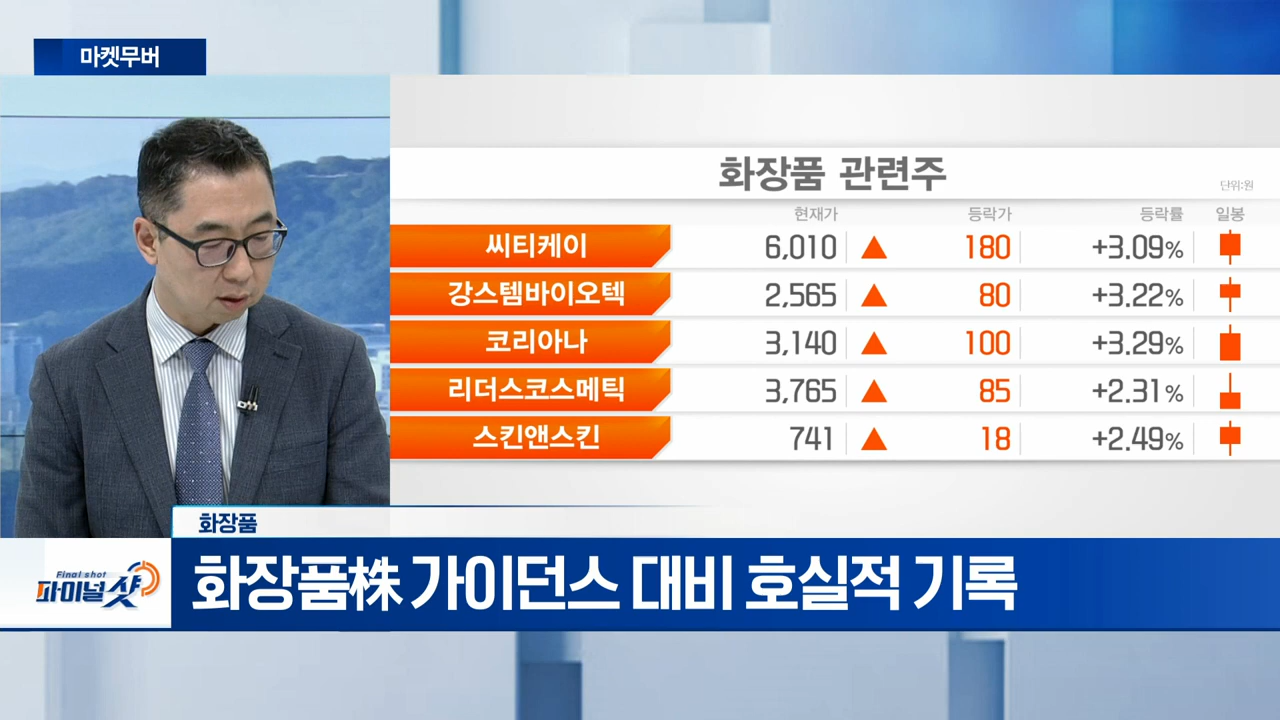 마켓무버
화장품 관련주
단위:원
현재가 등락가 등락률 일봉
씨티케이 6,010 ▲ 180 +3.09%
강스템바이오텍 2,565 ▲ 80 +3.22%
코리아나 3,140 ▲ 100 +3.29%
리더스코스메틱 3,765 ▲ 85 +2.31%
스킨앤스킨 741 ▲ 18 +2.49%
화장품
Final shot
파이널샷
화장품株 가이던스 대비 호실적 기록